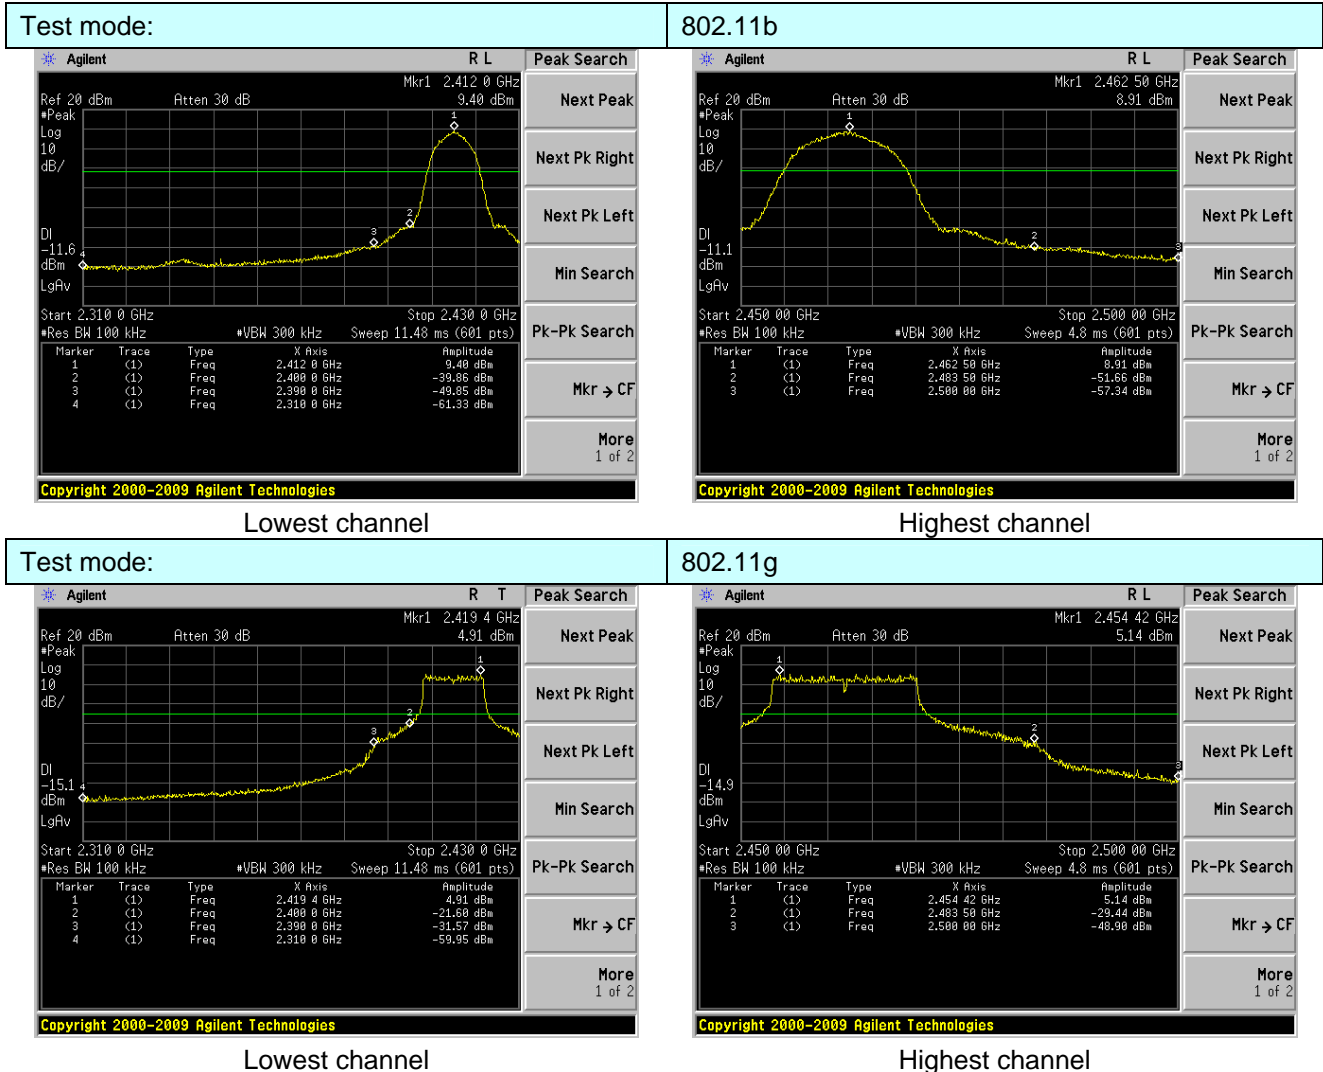 Test mode: 802.11b
Agilent R L Peak Search
Mkr1 2.412 0 GHz
Ref 20 dBm Atten 30 dB 9.40 dBm
#Peak
Log
10
dB/
1
2
3
4
DI
-11.6
dBm
LgAv
Start 2.310 0 GHz Stop 2.430 0 GHz
#Res BW 100 kHz #VBW 300 kHz Sweep 11.48 ms (601 pts)
Marker Trace Type X Axis Amplitude
1 (1) Freq 2.412 0 GHz 9.40 dBm
2 (1) Freq 2.400 0 GHz -39.86 dBm
3 (1) Freq 2.390 0 GHz -49.85 dBm
4 (1) Freq 2.310 0 GHz -61.33 dBm
Next Peak
Next Pk Right
Next Pk Left
Min Search
Pk-Pk Search
Mkr → CF
More
1 of 2
Copyright 2000-2009 Agilent Technologies
Lowest channel
Agilent R L Peak Search
Mkr1 2.462 50 GHz
Ref 20 dBm Atten 30 dB 8.91 dBm
#Peak
Log
10
dB/
1
2
3
DI
-11.1
dBm
LgAv
Start 2.450 00 GHz Stop 2.500 00 GHz
#Res BW 100 kHz #VBW 300 kHz Sweep 4.8 ms (601 pts)
Marker Trace Type X Axis Amplitude
1 (1) Freq 2.462 50 GHz 8.91 dBm
2 (1) Freq 2.483 50 GHz -51.66 dBm
3 (1) Freq 2.500 00 GHz -57.34 dBm
Next Peak
Next Pk Right
Next Pk Left
Min Search
Pk-Pk Search
Mkr → CF
More
1 of 2
Copyright 2000-2009 Agilent Technologies
Highest channel
Test mode: 802.11g
Agilent R T Peak Search
Mkr1 2.419 4 GHz
Ref 20 dBm Atten 30 dB 4.91 dBm
#Peak
Log
10
dB/
1
2
3
4
DI
-15.1
dBm
LgAv
Start 2.310 0 GHz Stop 2.430 0 GHz
#Res BW 100 kHz #VBW 300 kHz Sweep 11.48 ms (601 pts)
Marker Trace Type X Axis Amplitude
1 (1) Freq 2.419 4 GHz 4.91 dBm
2 (1) Freq 2.400 0 GHz -21.60 dBm
3 (1) Freq 2.390 0 GHz -31.57 dBm
4 (1) Freq 2.310 0 GHz -59.95 dBm
Next Peak
Next Pk Right
Next Pk Left
Min Search
Pk-Pk Search
Mkr → CF
More
1 of 2
Copyright 2000-2009 Agilent Technologies
Lowest channel
Agilent R L Peak Search
Mkr1 2.454 42 GHz
Ref 20 dBm Atten 30 dB 5.14 dBm
#Peak
Log
10
dB/
1
2
3
DI
-14.9
dBm
LgAv
Start 2.450 00 GHz Stop 2.500 00 GHz
#Res BW 100 kHz #VBW 300 kHz Sweep 4.8 ms (601 pts)
Marker Trace Type X Axis Amplitude
1 (1) Freq 2.454 42 GHz 5.14 dBm
2 (1) Freq 2.483 50 GHz -29.44 dBm
3 (1) Freq 2.500 00 GHz -48.90 dBm
Next Peak
Next Pk Right
Next Pk Left
Min Search
Pk-Pk Search
Mkr → CF
More
1 of 2
Copyright 2000-2009 Agilent Technologies
Highest channel